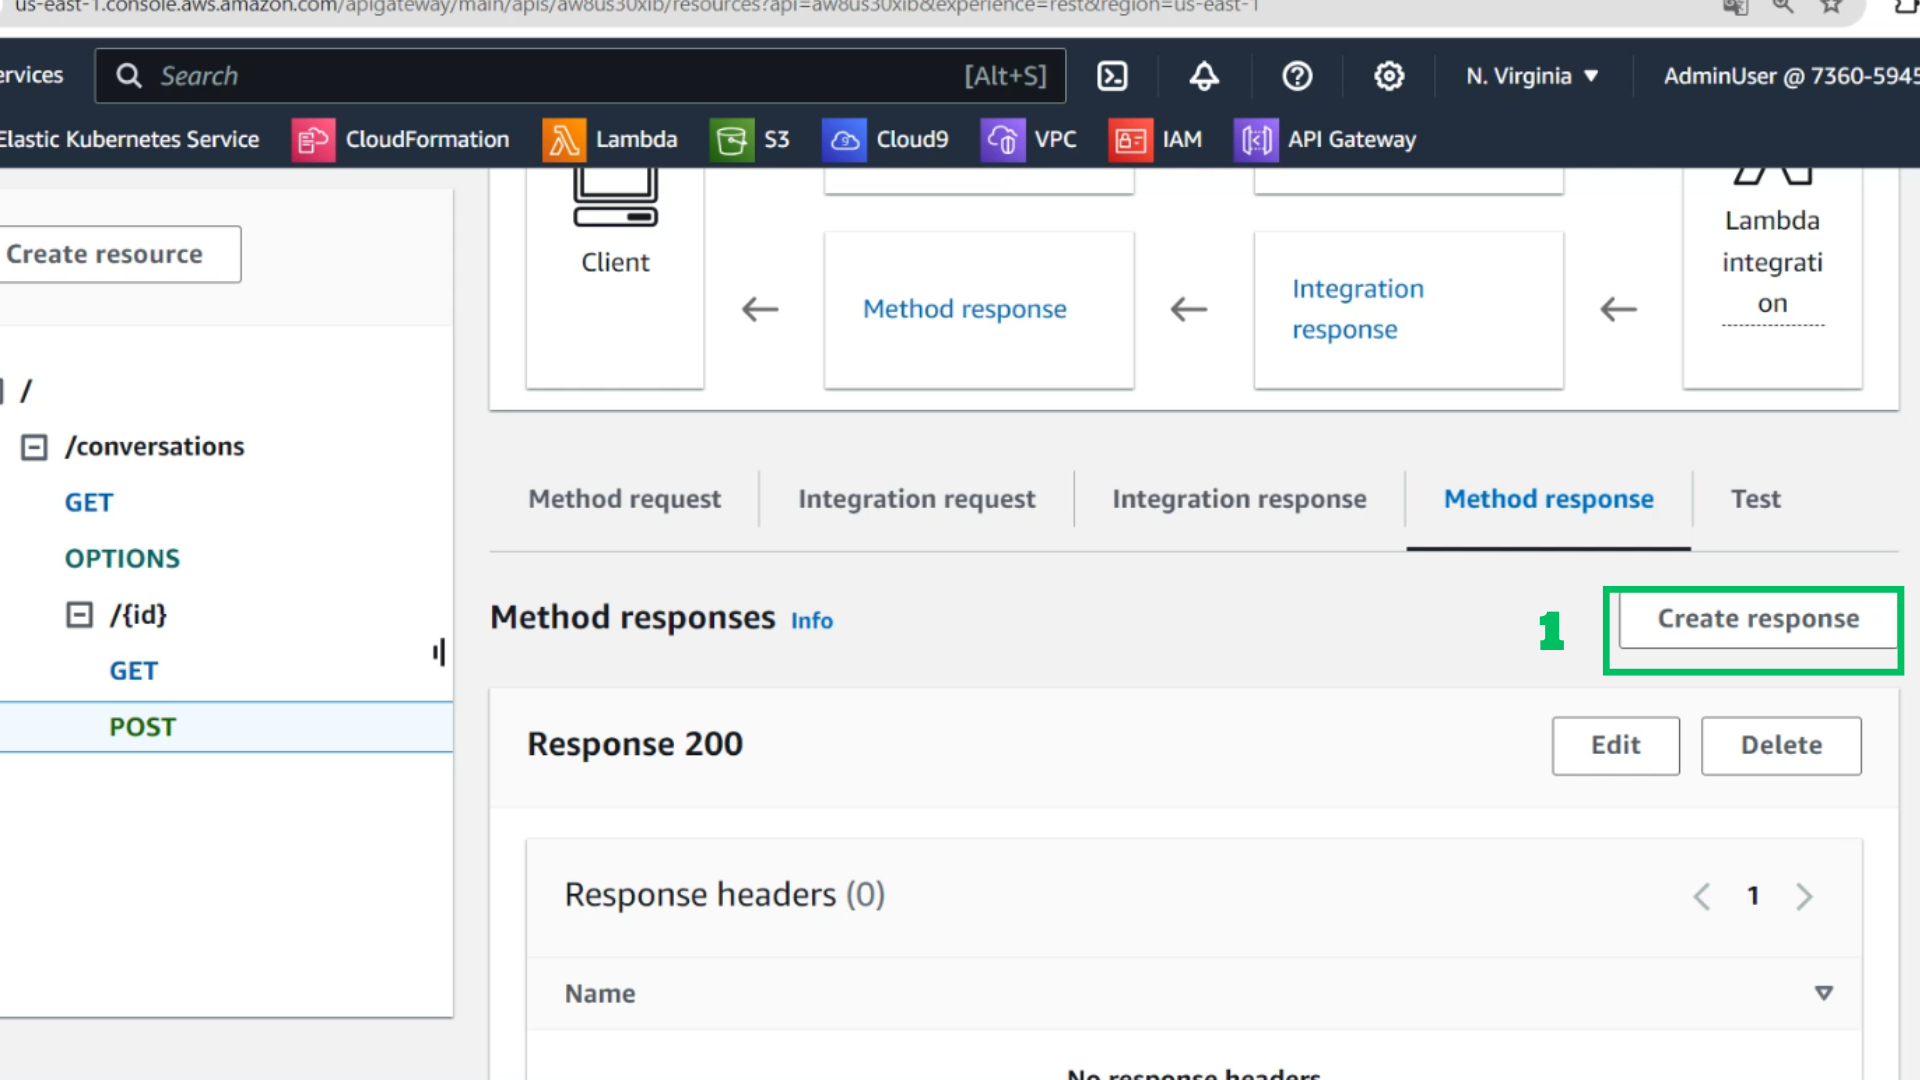 us-east-1.console.aws.amazon.com/apigateway/main/apis/aw8us30xib/resources?api=aw8us30xib&experience=rest&region=us-east-1
ervices
Search
[Alt+S]
N. Virginia
AdminUser @ 7360-5945
Elastic Kubernetes Service
CloudFormation
Lambda
S3
Cloud9
VPC
IAM
API Gateway
Create resource
/
/conversations
GET
OPTIONS
/{id}
GET
POST
Client
Method response
Integration
response
Lambda
integrati
on
Method request
Integration request
Integration response
Method response
Test
Method responses
Info
1
Create response
Response 200
Edit
Delete
Response headers (0)
1
Name
No response headers